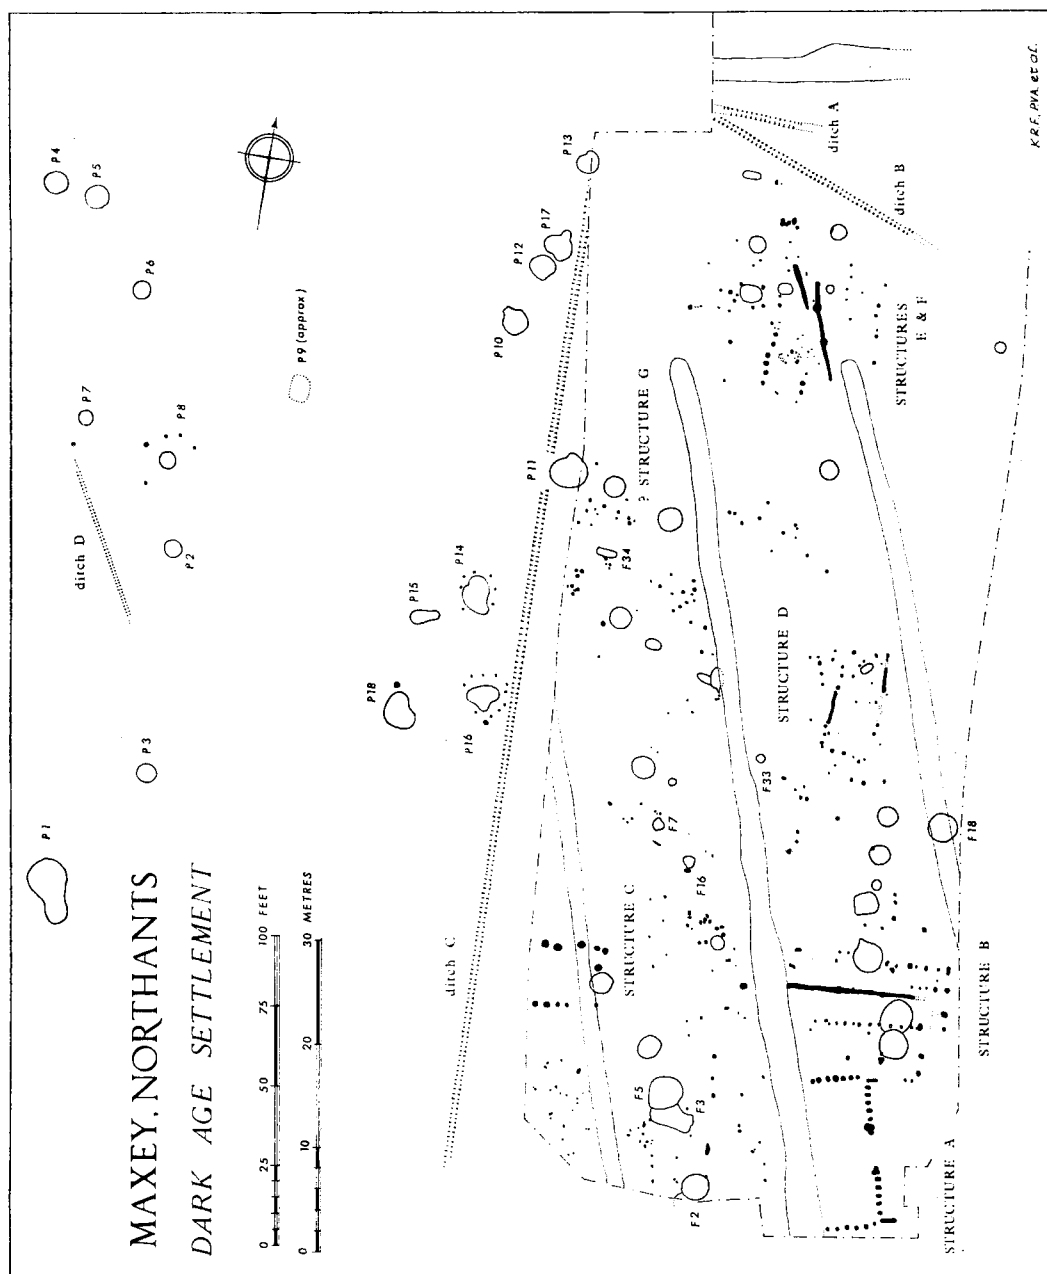 MAXEY, NORTHANTS
DARK AGE SETTLEMENT
0 25 50 75 100 FEET
0 10 20 30 METRES
P1
P3
P2
P8
P7
P6
P5
P4
ditch D
P9 (approx)
P18
P15
P16
P14
P10
P12
P17
P13
P11
ditch C
ditch A
ditch B
? STRUCTURE G
F34
STRUCTURES
E & F
STRUCTURE D
F33
F7
F16
STRUCTURE C
F18
F5
F3
F2
STRUCTURE B
STRUCTURE A
K.R.F., P.V.A. et al.